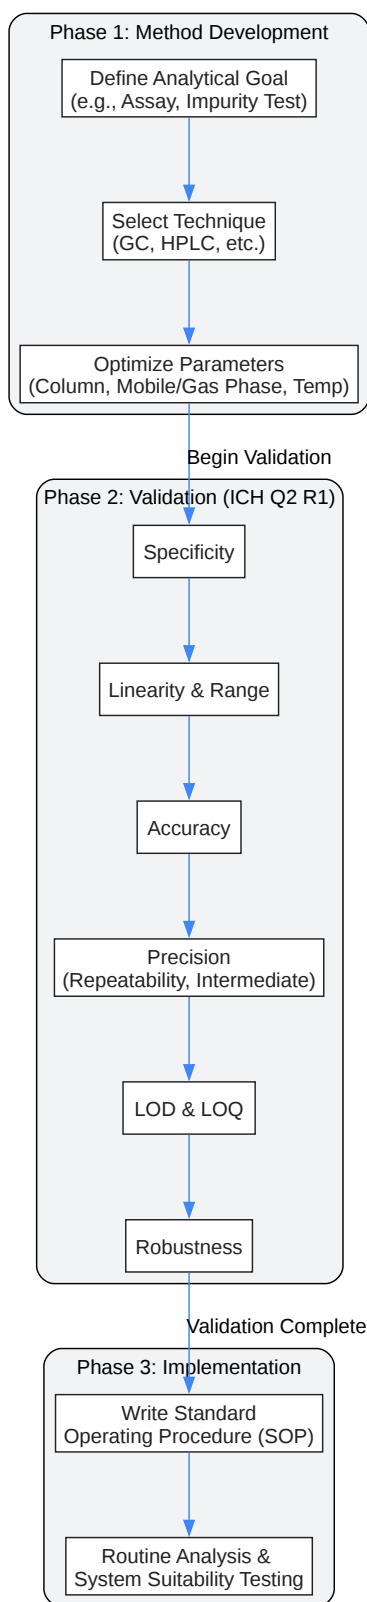 Phase 1: Method Development
Define Analytical Goal
(e.g., Assay, Impurity Test)
Select Technique
(GC, HPLC, etc.)
Optimize Parameters
(Column, Mobile/Gas Phase, Temp)
Begin Validation
Phase 2: Validation (ICH Q2 R1)
Specificity
Linearity & Range
Accuracy
Precision
(Repeatability, Intermediate)
LOD & LOQ
Robustness
Validation Complete
Phase 3: Implementation
Write Standard
Operating Procedure (SOP)
Routine Analysis &
System Suitability Testing